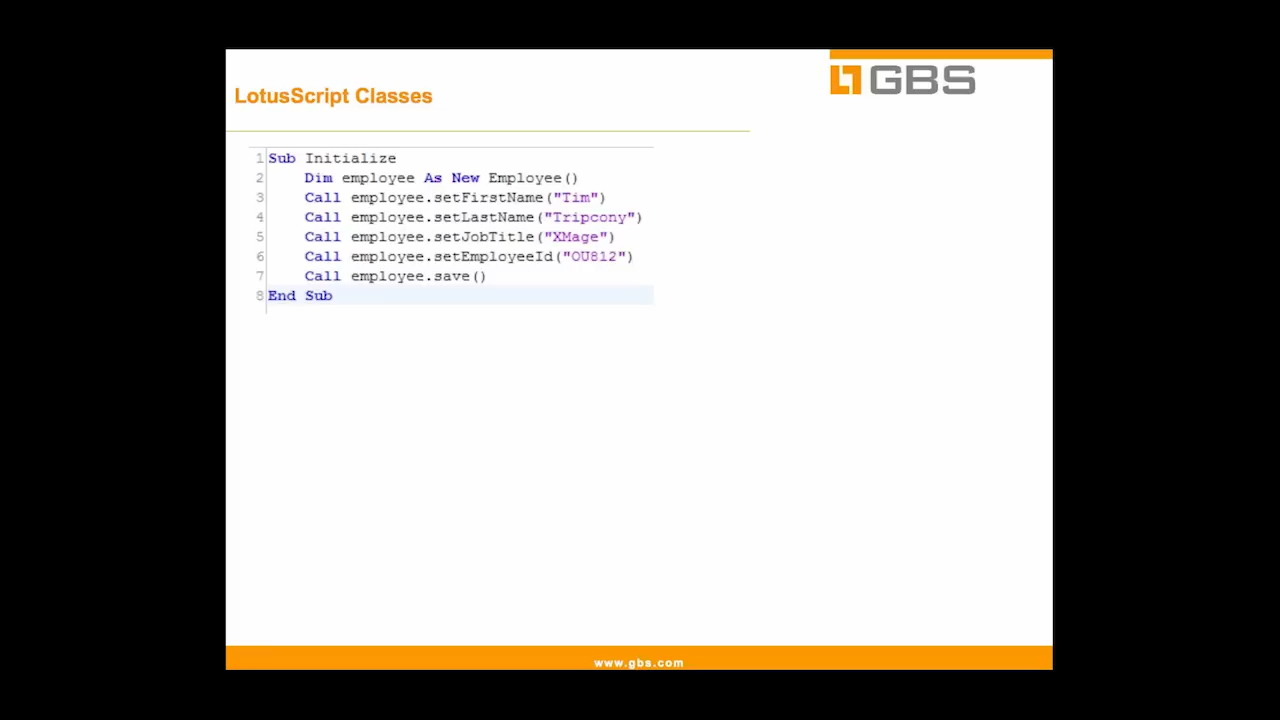 GBS
LotusScript Classes
1 Sub Initialize
2     Dim employee As New Employee()
3     Call employee.setFirstName("Tim")
4     Call employee.setLastName("Tripcony")
5     Call employee.setJobTitle("XMage")
6     Call employee.setEmployeeId("OU812")
7     Call employee.save()
8 End Sub
www.gbs.com